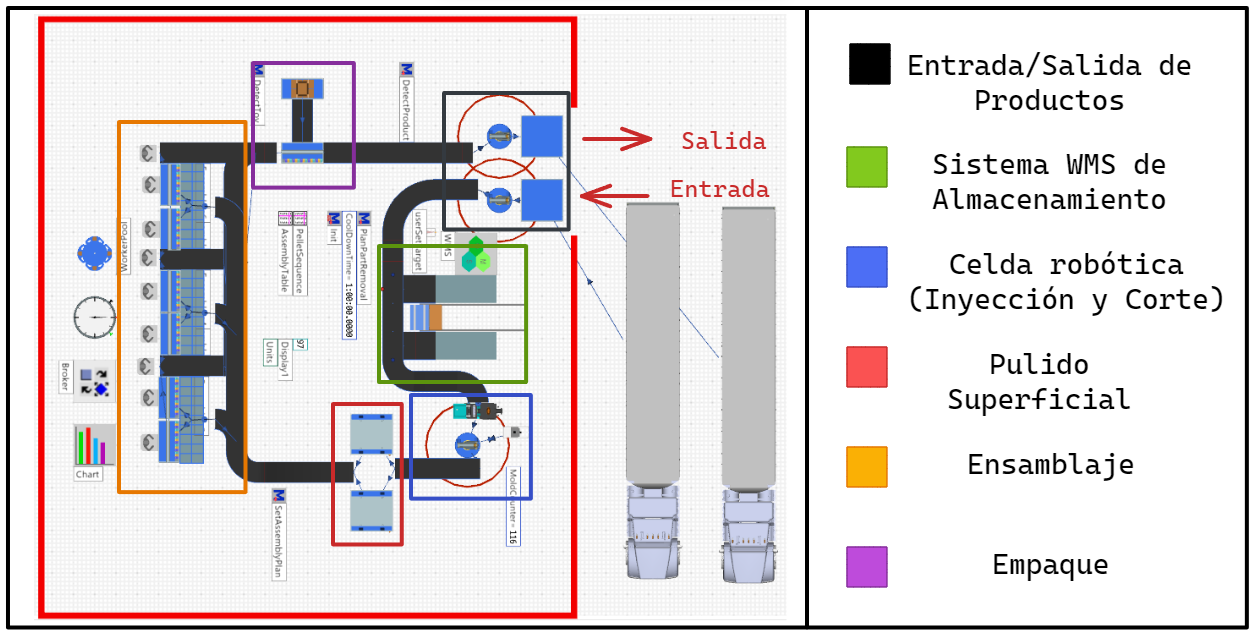 DetectToy
DetectProduct
Salida
Entrada
WorkerPool
PelletSequence
AssemblyTable
Init
PlanPartRemoval
CoolDownTime=1:00:00.0000
userSetTarget
WMS
97
Display1
Units
Broker
Chart
SetAssemblyPlan
MoldCounter=116
Entrada/Salida de
Productos
Sistema WMS de
Almacenamiento
Celda robótica
(Inyección y Corte)
Pulido
Superficial
Ensamblaje
Empaque